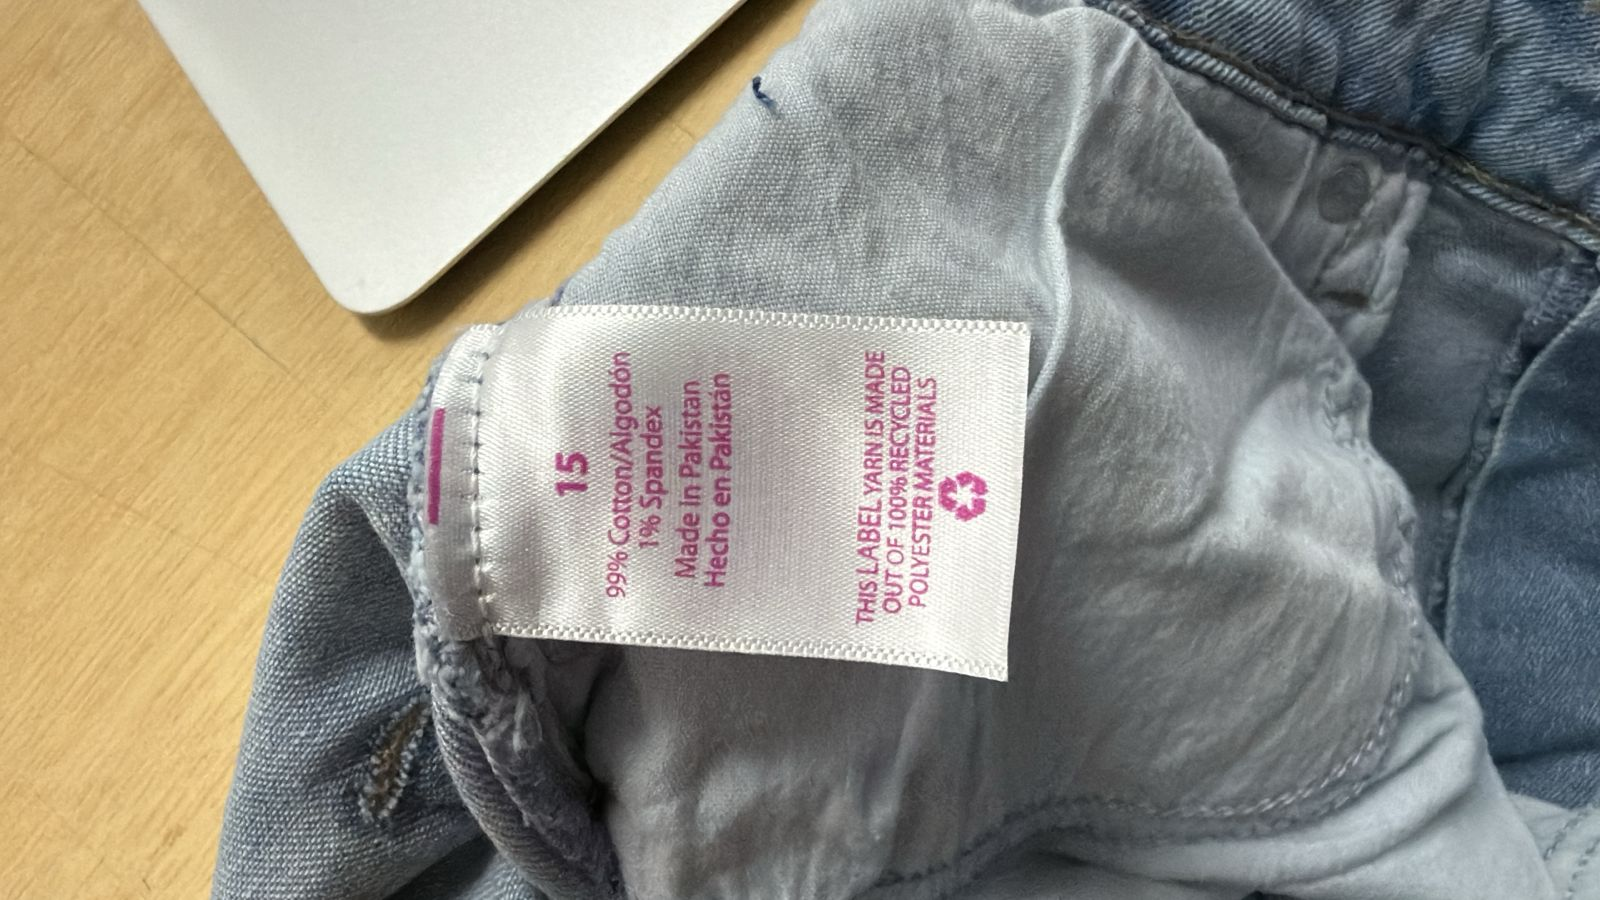 15
99% Cotton/Algodón
1% Spandex
Made in Pakistan
Hecho en Pakistán
THIS LABEL YARN IS MADE
OUT OF 100% RECYCLED
POLYESTER MATERIALS